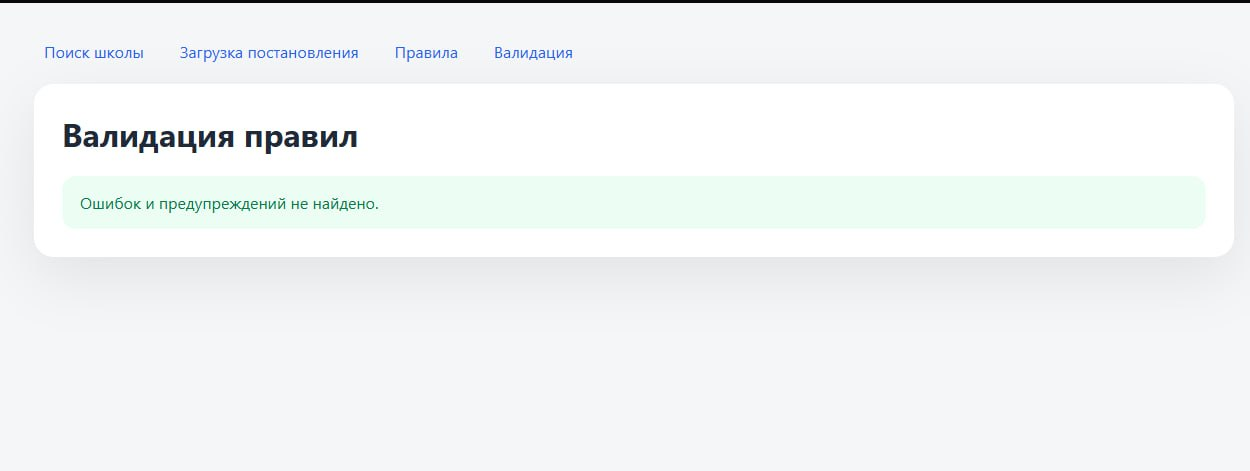 Поиск школы Загрузка постановления Правила Валидация
Валидация правил
Ошибок и предупреждений не найдено.